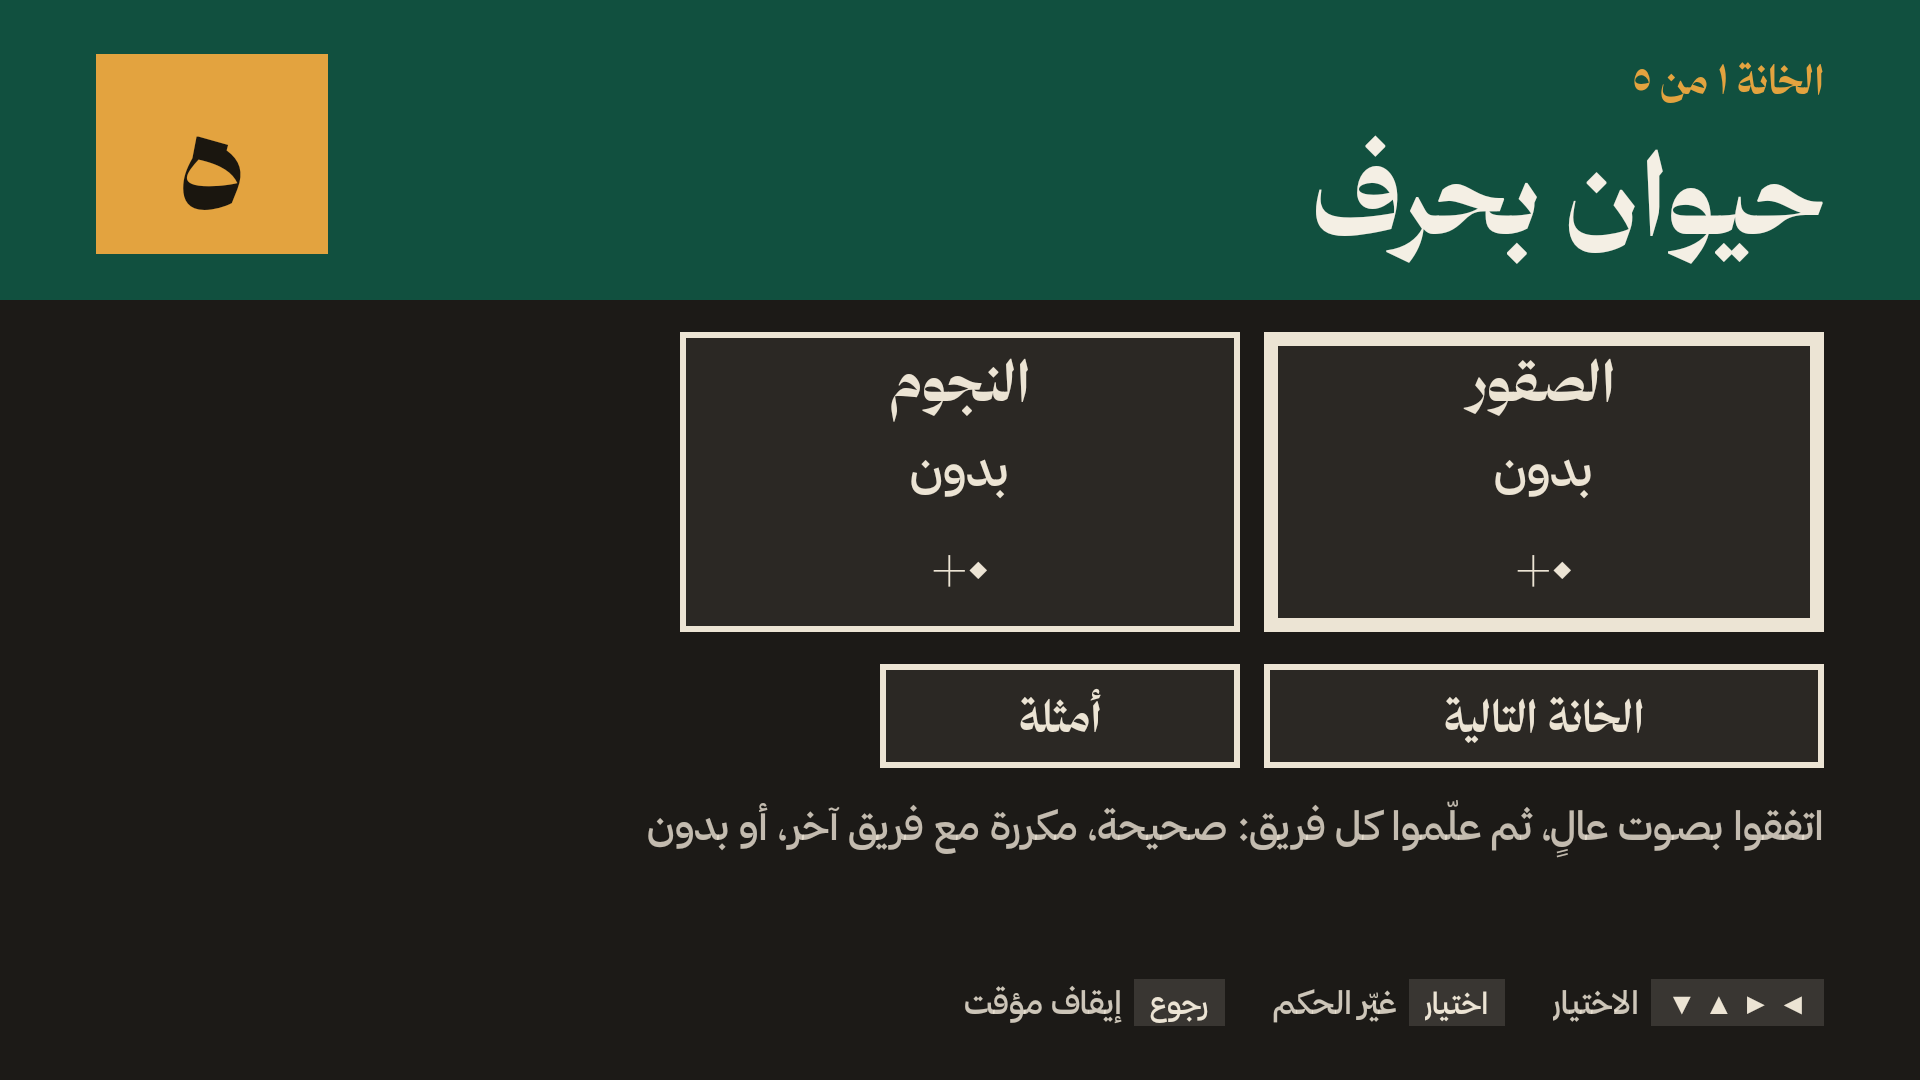 الخانة ١ من ٥
حيوان بحرف
ه
الصقور
بدون
+٠
النجوم
بدون
+٠
الخانة التالية
أمثلة
اتفقوا بصوت عالٍ، ثم علّموا كل فريق: صحيحة، مكررة مع فريق آخر، أو بدون
◀ ▶ ▲ ▼ الاختيار
اختيار غيّر الحكم
رجوع إيقاف مؤقت